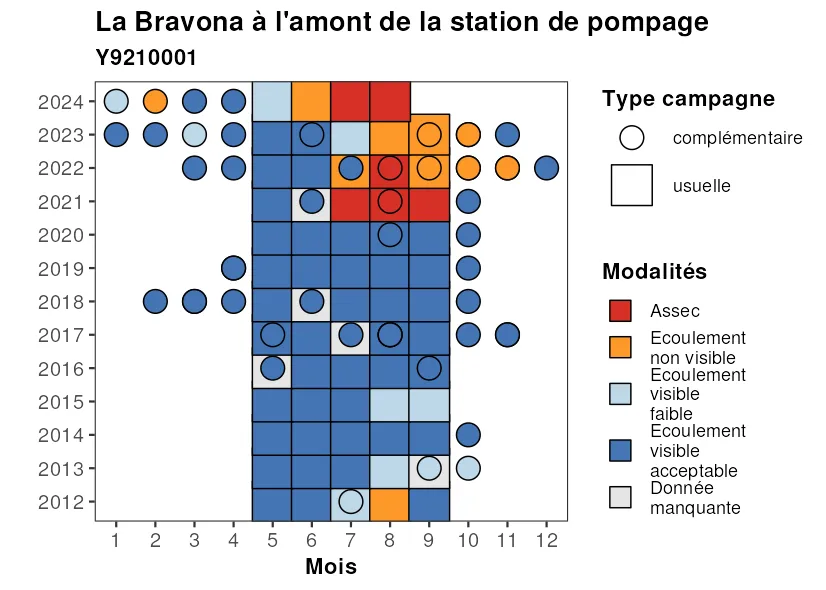 La Bravona à l'amont de la station de pompage
Y9210001
2024
2023
2022
2021
2020
2019
2018
2017
2016
2015
2014
2013
2012
1 2 3 4 5 6 7 8 9 10 11 12
Mois
Type campagne
complémentaire
usuelle
Modalités
Assec
Ecoulement
non visible
Ecoulement
visible
faible
Ecoulement
visible
acceptable
Donnée
manquante